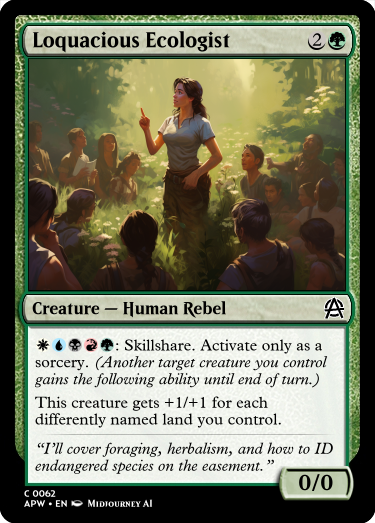 Loquacious Ecologist 2
Creature — Human Rebel
: Skillshare. Activate only as a
sorcery. (Another target creature you control
gains the following ability until end of turn.)
This creature gets +1/+1 for each
differently named land you control.
“I’ll cover foraging, herbalism, and how to ID
endangered species on the easement.”
0/0
C 0062
APW • EN Midjourney AI